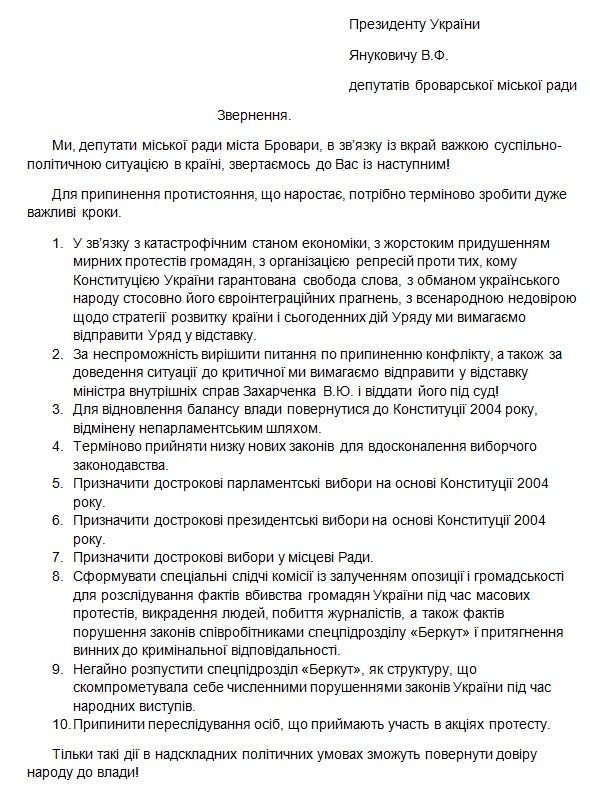 Президенту України
Януковичу В.Ф.
депутатів броварської міської ради
Звернення.
Ми, депутати міської ради міста Бровари, в зв’язку із вкрай важкою суспільно-
політичною ситуацією в країні, звертаємось до Вас із наступним!
Для припинення протистояння, що наростає, потрібно терміново зробити дуже
важливі кроки.
1. У зв’язку з катастрофічним станом економіки, з жорстоким придушенням
мирних протестів громадян, з організацією репресій проти тих, кому
Конституцією України гарантована свобода слова, з обманом українського
народу стосовно його євроінтеграційних прагнень, з всенародною недовірою
щодо стратегії розвитку країни і сьогоденних дій Уряду ми вимагаємо
відправити Уряд у відставку.
2. За неспроможність вирішити питання по припиненню конфлікту, а також за
доведення ситуації до критичної ми вимагаємо відправити у відставку
міністра внутрішніх справ Захарченка В.Ю. і віддати його під суд!
3. Для відновлення балансу влади повернутися до Конституції 2004 року,
відмінену непарламентським шляхом.
4. Терміново прийняти низку нових законів для вдосконалення виборчого
законодавства.
5. Призначити дострокові парламентські вибори на основі Конституції 2004
року.
6. Призначити дострокові президентські вибори на основі Конституції 2004
року.
7. Призначити дострокові вибори у місцеві Ради.
8. Сформувати спеціальні слідчі комісії із залученням опозиції і громадськості
для розслідування фактів вбивства громадян України під час масових
протестів, викрадення людей, побиття журналістів, а також фактів
порушення законів співробітниками спецпідрозділу «Беркут» ї притягнення
винних до кримінальної відповідальності.
9. Негайно розпустити спецпідрозділ «Беркут», як структуру, що
скомпрометувала себе численними порушеннями законів України під час
народних виступів.
10. Припинити переслідування осіб, що приймають участь в акціях протесту.
Тільки такі дії в надскладних політичних умовах зможуть повернути довіру
народу до влади!